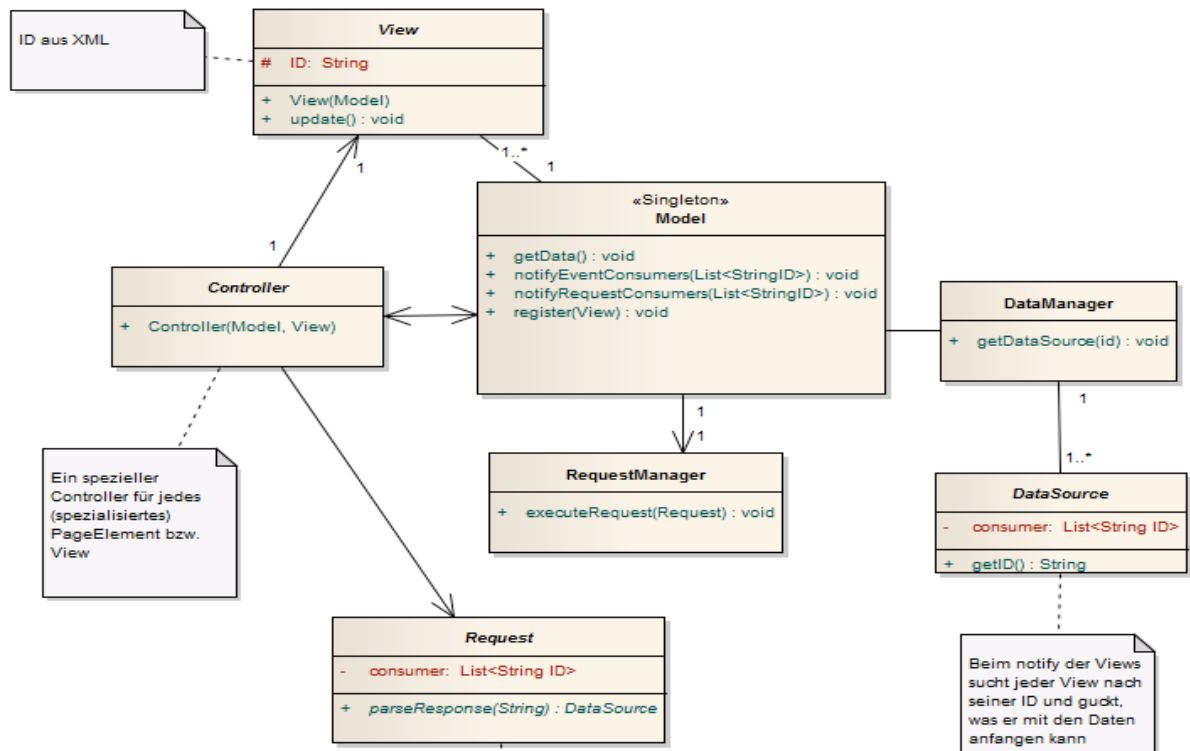 ID aus XML
View
# ID: String
+ View(Model)
+ update() : void
1
1..*
1
1
«Singleton»
Model
+ getData() : void
+ notifyEventConsumers(List<StringID>) : void
+ notifyRequestConsumers(List<StringID>) : void
+ register(View) : void
Controller
+ Controller(Model, View)
DataManager
+ getDataSource(id) : void
1
1
1
1..*
Ein spezieller
Controller für jedes
(spezialisiertes)
PageElement bzw.
View
RequestManager
+ executeRequest(Request) : void
DataSource
- consumer: List<String ID>
+ getID() : String
Request
- consumer: List<String ID>
+ parseResponse(String) : DataSource
Beim notify der Views
sucht jeder View nach
seiner ID und guckt,
was er mit den Daten
anfangen kann